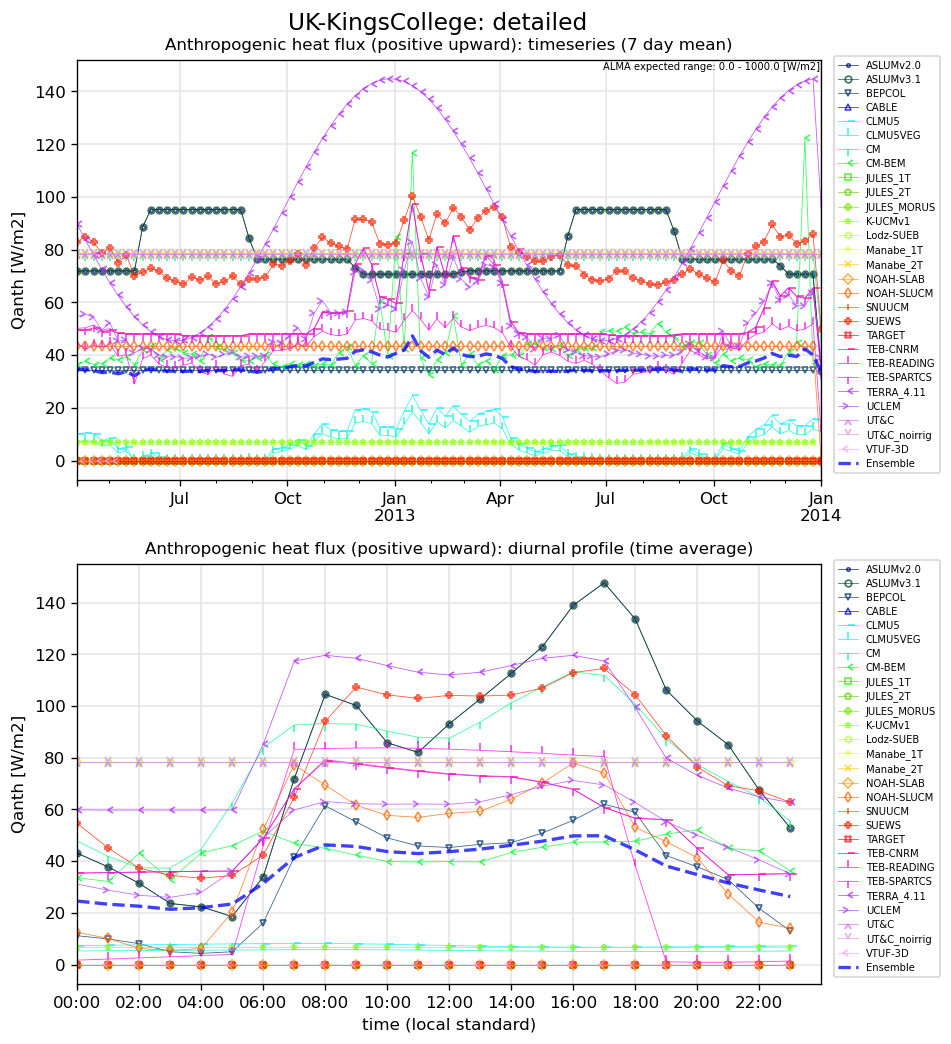 UK-KingsCollege: detailed
Anthropogenic heat flux (positive upward): timeseries (7 day mean)
ALMA expected range: 0.0 - 1000.0 [W/m2]
140
120
100
80
60
40
20
0
Qanth [W/m2]
Jul
Oct
Jan
2013
Apr
Jul
Oct
Jan
2014
ASLUMv2.0
ASLUMv3.1
BEPCOL
CABLE
CLMU5
CLMU5VEG
CM
CM-BEM
JULES_1T
JULES_2T
JULES_MORUS
K-UCMv1
Lodz-SUEB
Manabe_1T
Manabe_2T
NOAH-SLAB
NOAH-SLUCM
SNUUCM
SUEWS
TARGET
TEB-CNRM
TEB-READING
TEB-SPARTCS
TERRA_4.11
UCLEM
UT&C
UT&C_noirrig
VTUF-3D
Ensemble
Anthropogenic heat flux (positive upward): diurnal profile (time average)
140
120
100
80
60
40
20
0
Qanth [W/m2]
00:00
02:00
04:00
06:00
08:00
10:00
12:00
14:00
16:00
18:00
20:00
22:00
time (local standard)
ASLUMv2.0
ASLUMv3.1
BEPCOL
CABLE
CLMU5
CLMU5VEG
CM
CM-BEM
JULES_1T
JULES_2T
JULES_MORUS
K-UCMv1
Lodz-SUEB
Manabe_1T
Manabe_2T
NOAH-SLAB
NOAH-SLUCM
SNUUCM
SUEWS
TARGET
TEB-CNRM
TEB-READING
TEB-SPARTCS
TERRA_4.11
UCLEM
UT&C
UT&C_noirrig
VTUF-3D
Ensemble